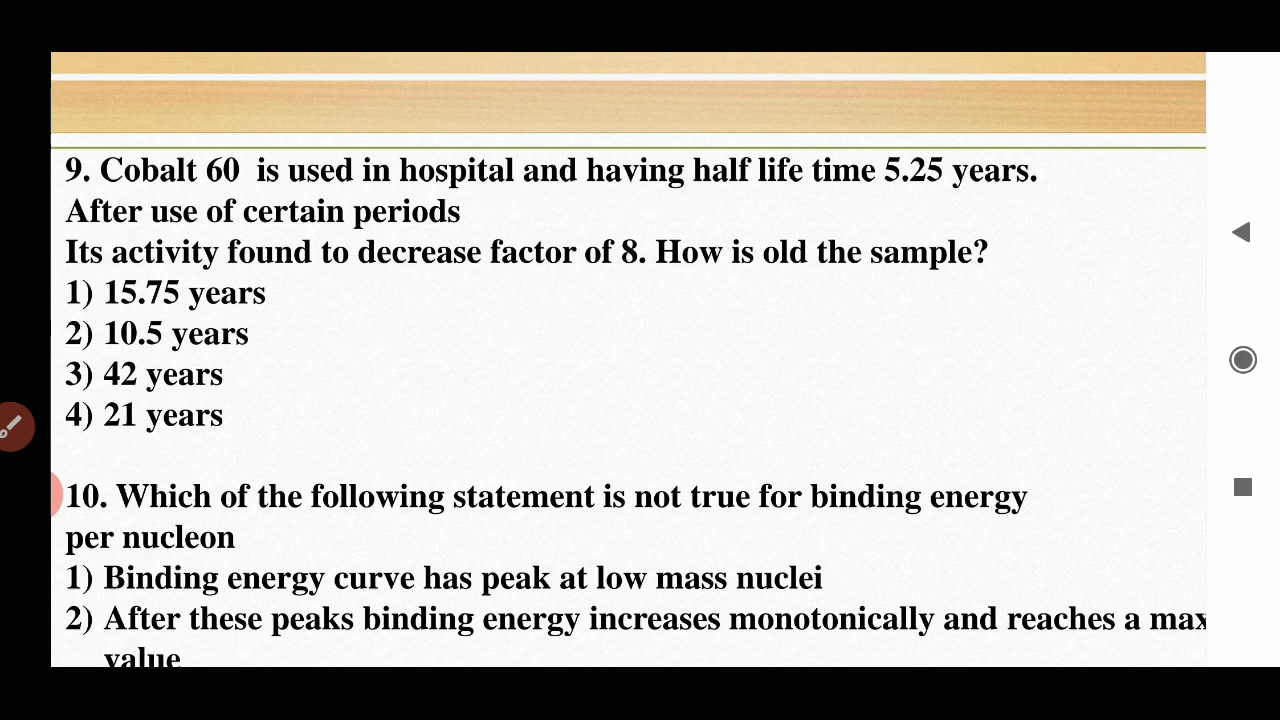 9. Cobalt 60  is used in hospital and having half life time 5.25 years.
After use of certain periods
Its activity found to decrease factor of 8. How is old the sample?
1) 15.75 years
2) 10.5 years
3) 42 years
4) 21 years
10. Which of the following statement is not true for binding energy
per nucleon
1) Binding energy curve has peak at low mass nuclei
2) After these peaks binding energy increases monotonically and reaches a max
value